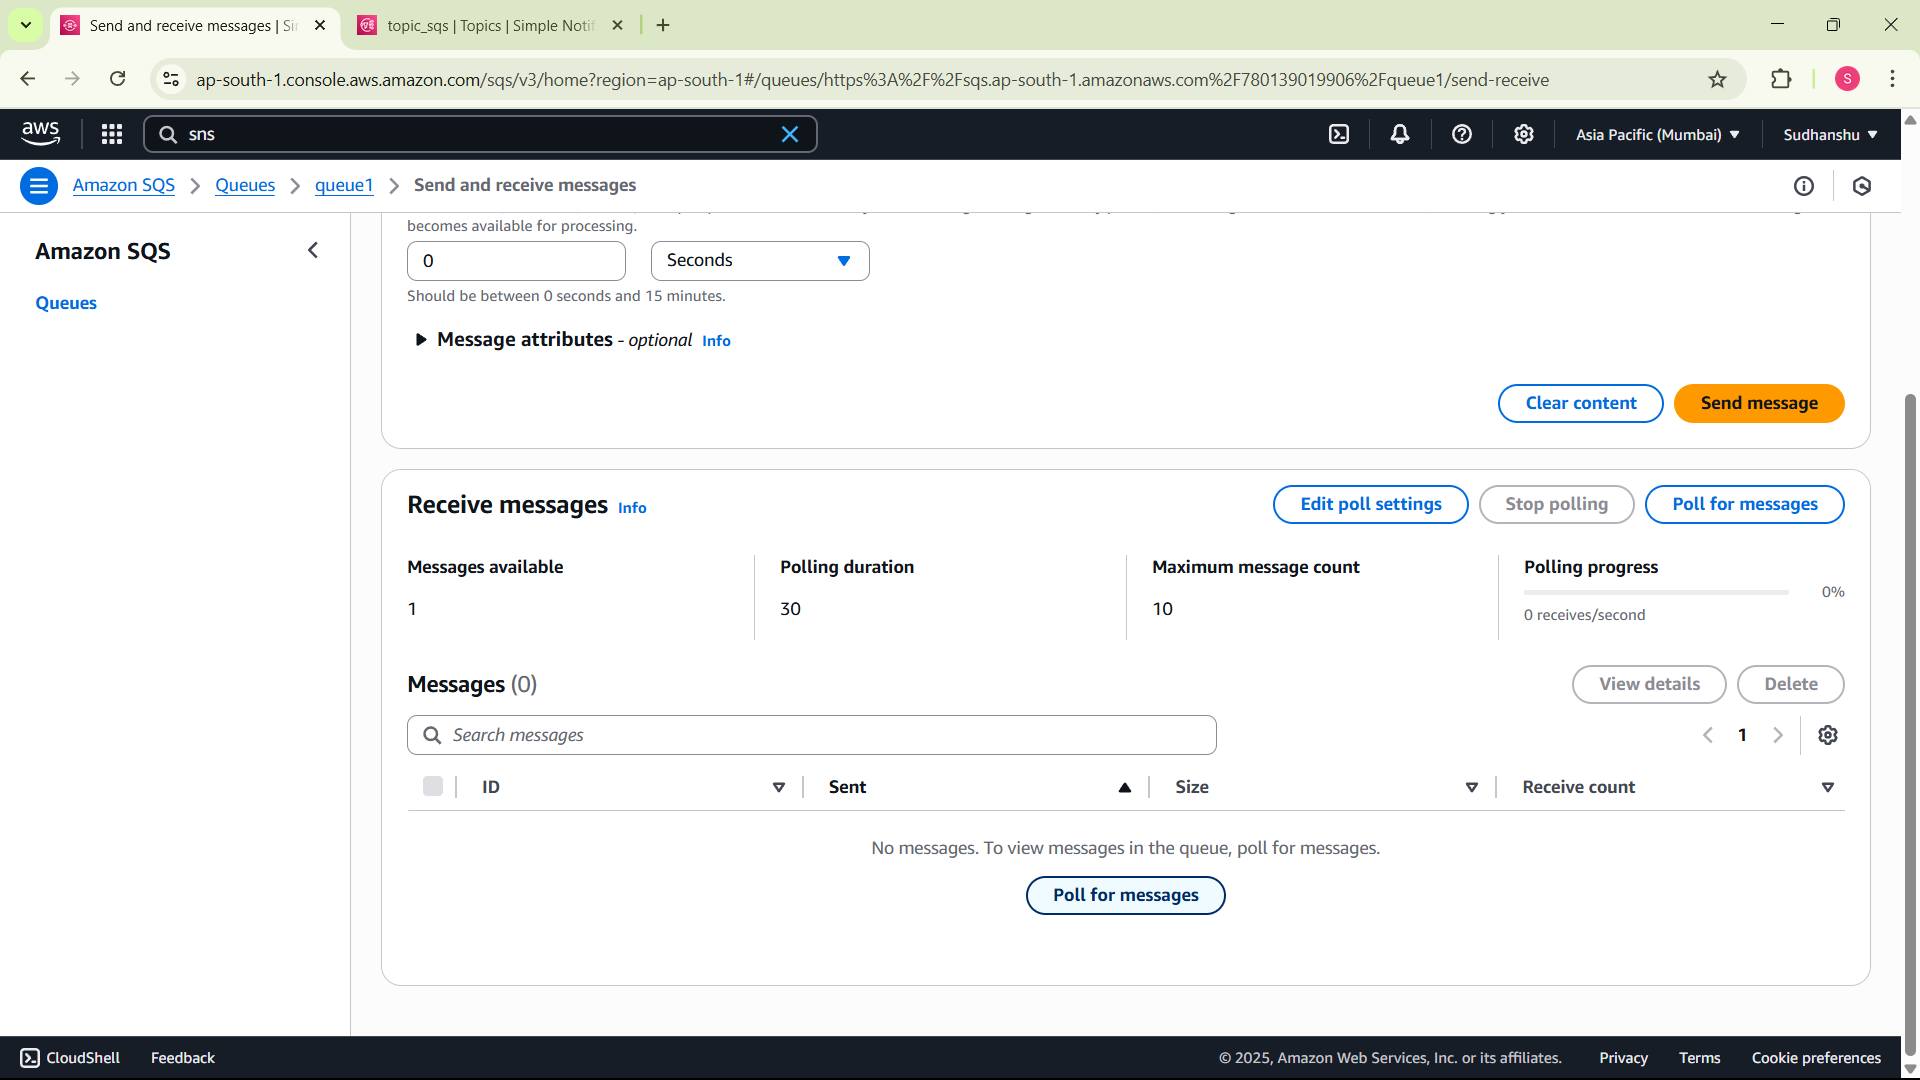 Send and receive messages | Si
topic_sqs | Topics | Simple Notif
ap-south-1.console.aws.amazon.com/sqs/v3/home?region=ap-south-1#/queues/https%3A%2F%2Fsqs.ap-south-1.amazonaws.com%2F780139019906%2Fqueue1/send-receive
S
aws
sns
Asia Pacific (Mumbai)
Sudhanshu
Amazon SQS
Queues
queue1
Send and receive messages
Amazon SQS
Queues
becomes available for processing.
0
Seconds
Should be between 0 seconds and 15 minutes.
Message attributes - optional Info
Clear content
Send message
Receive messages Info
Edit poll settings
Stop polling
Poll for messages
Messages available
1
Polling duration
30
Maximum message count
10
Polling progress
0%
0 receives/second
Messages (0)
View details
Delete
Search messages
1
ID
Sent
Size
Receive count
No messages. To view messages in the queue, poll for messages.
Poll for messages
CloudShell
Feedback
© 2025, Amazon Web Services, Inc. or its affiliates.
Privacy
Terms
Cookie preferences